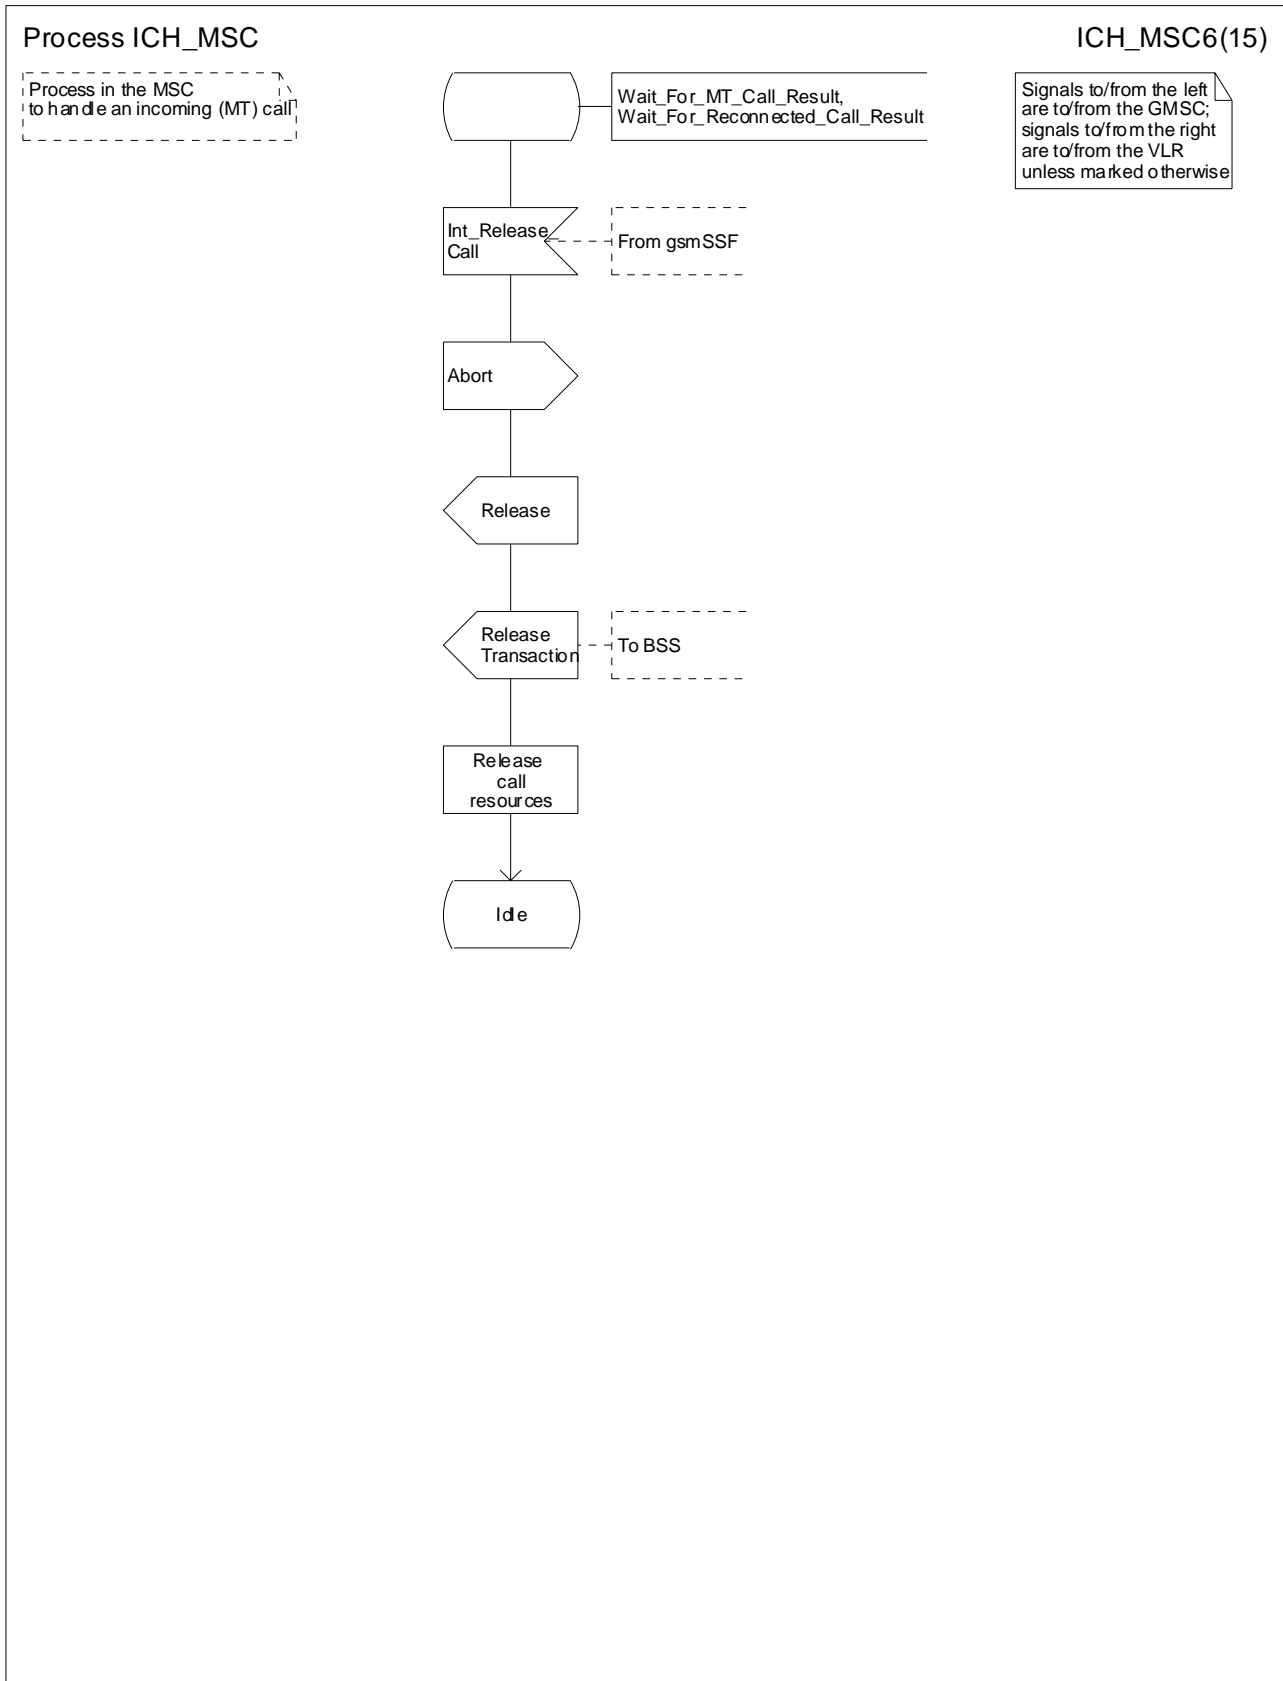 Process ICH_MSC
ICH_MSC6(15)
Process in the MSC
to handle an incoming (MT) call
Wait_For_MT_Call_Result,
Wait_For_Reconnected_Call_Result
Signals to/from the left
are to/from the GMSC;
signals to/from the right
are to/from the VLR
unless marked otherwise
Int_Release_
Call
From gsmSSF
Abort
Release
Release
Transaction
To BSS
Release
call
resources
Idle